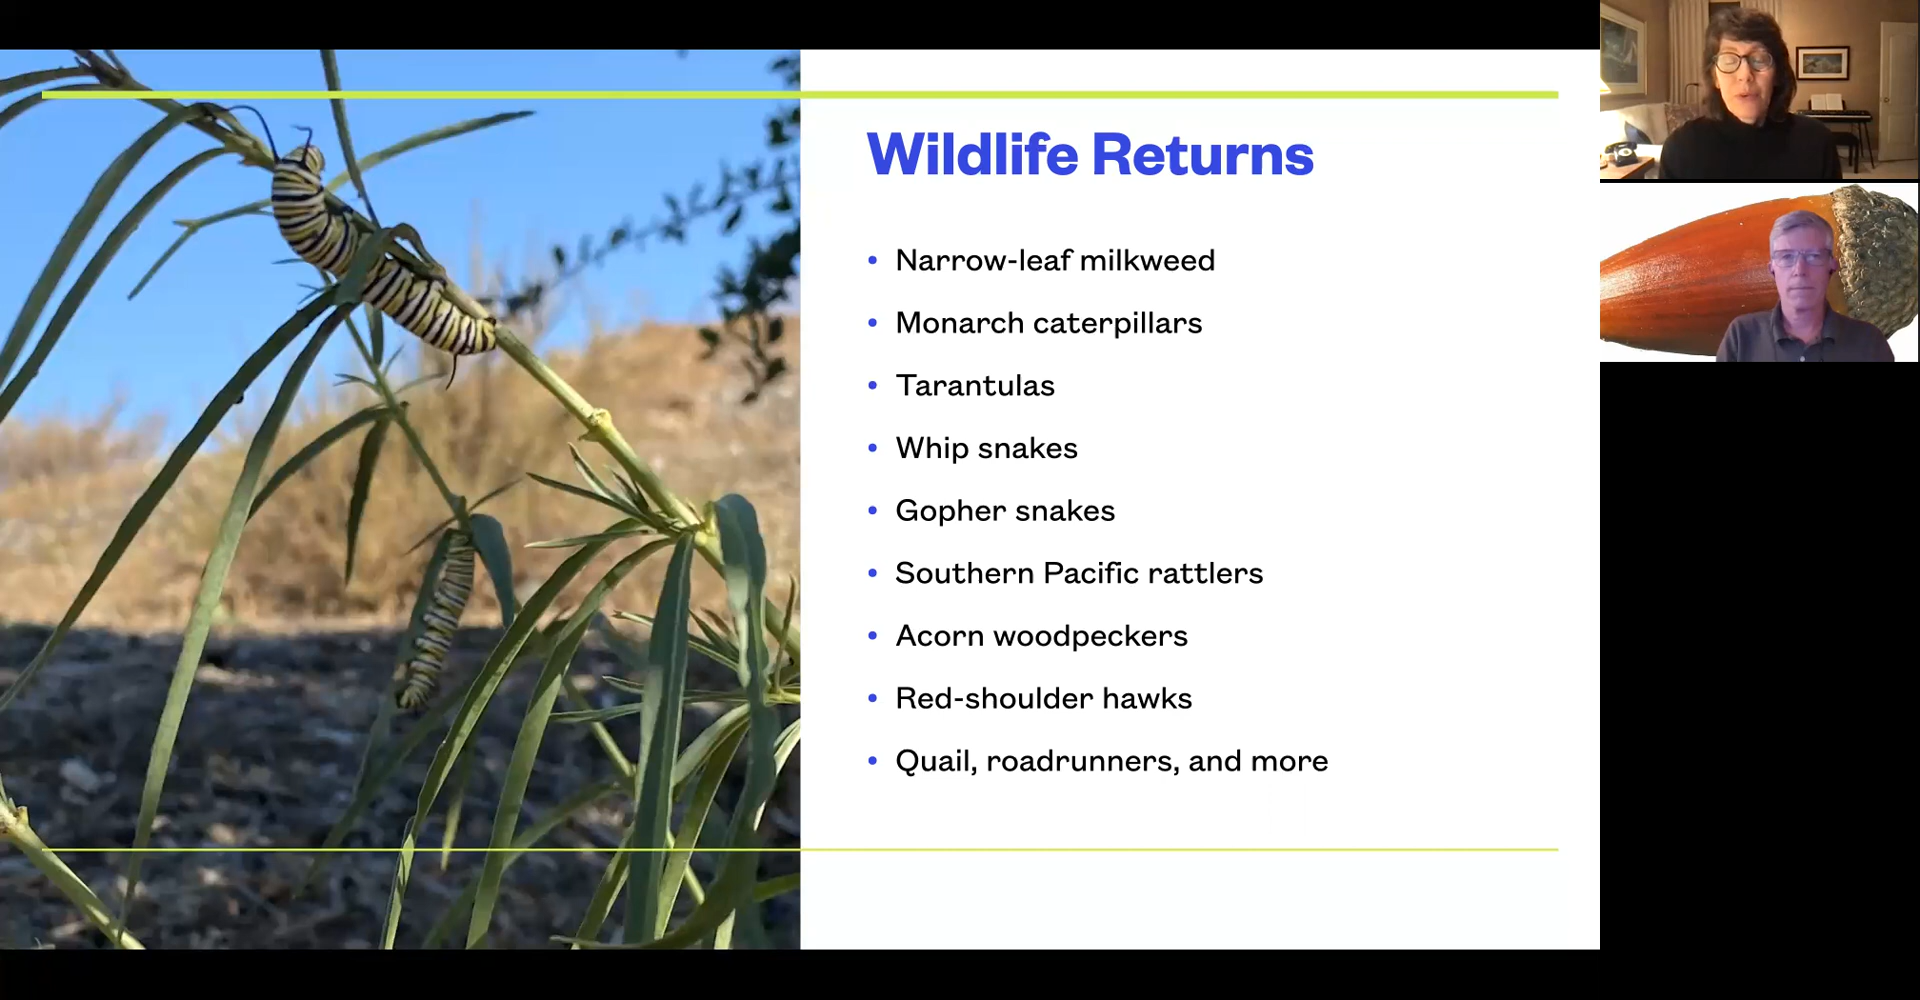 Wildlife Returns
• Narrow-leaf milkweed
• Monarch caterpillars
• Tarantulas
• Whip snakes
• Gopher snakes
• Southern Pacific rattlers
• Acorn woodpeckers
• Red-shoulder hawks
• Quail, roadrunners, and more